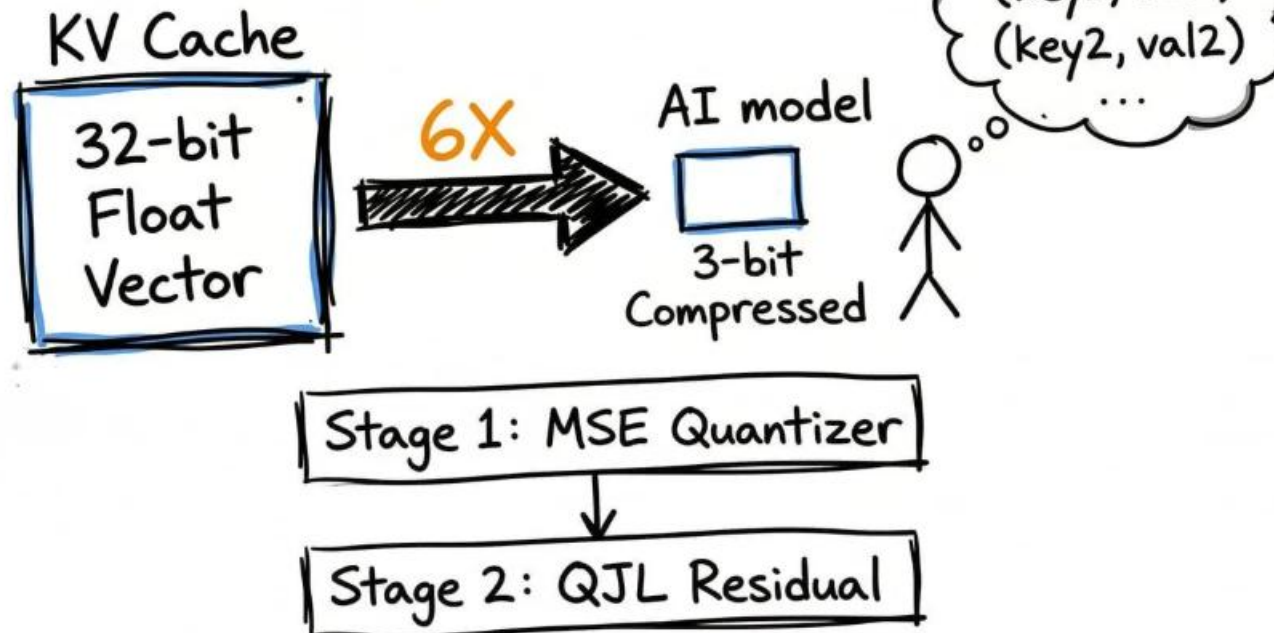 KV Cache
32-bit
Float
Vector
6X
AI model
3-bit
Compressed
(key2, val2)
...
Stage 1: MSE Quantizer
Stage 2: QJL Residual